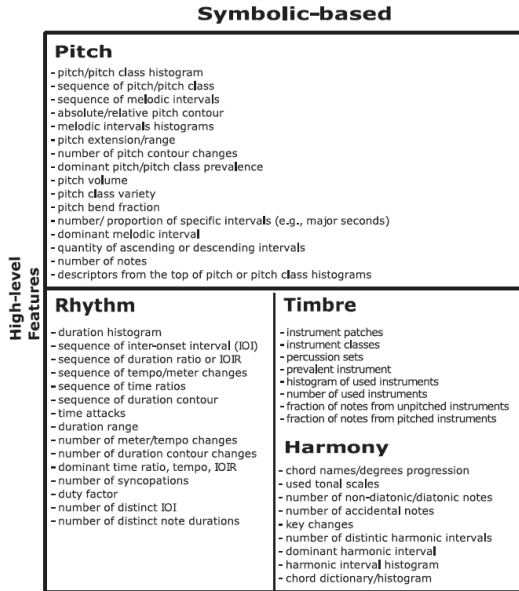 Symbolic-based
High-level
Features
Pitch
- pitch/pitch class histogram
- sequence of pitch/pitch class
- sequence of melodic intervals
- absolute/relative pitch contour
- melodic intervals histograms
- pitch extension/range
- number of pitch contour changes
- dominant pitch/pitch class prevalence
- pitch volume
- pitch class variety
- pitch bend fraction
- number/ proportion of specific intervals (e.g., major seconds)
- dominant melodic interval
- quantity of ascending or descending intervals
- number of notes
- descriptors from the top of pitch or pitch class histograms
Rhythm
- duration histogram
- sequence of inter-onset interval (IOI)
- sequence of duration ratio or IOIR
- sequence of tempo/meter changes
- sequence of time ratios
- sequence of duration contour
- time attacks
- duration range
- number of meter/tempo changes
- number of duration contour changes
- dominant time ratio, tempo, IOIR
- number of syncopations
- duty factor
- number of distinct IOI
- number of distinct note durations
Timbre
- instrument patches
- instrument classes
- percussion sets
- prevalent instrument
- histogram of used instruments
- number of used instruments
- fraction of notes from unpitched instruments
- fraction of notes from pitched instruments
Harmony
- chord names/degrees progression
- used tonal scales
- number of non-diatonic/diatonic notes
- number of accidental notes
- key changes
- number of distintic harmonic intervals
- dominant harmonic interval
- harmonic interval histogram
- chord dictionary/histogram